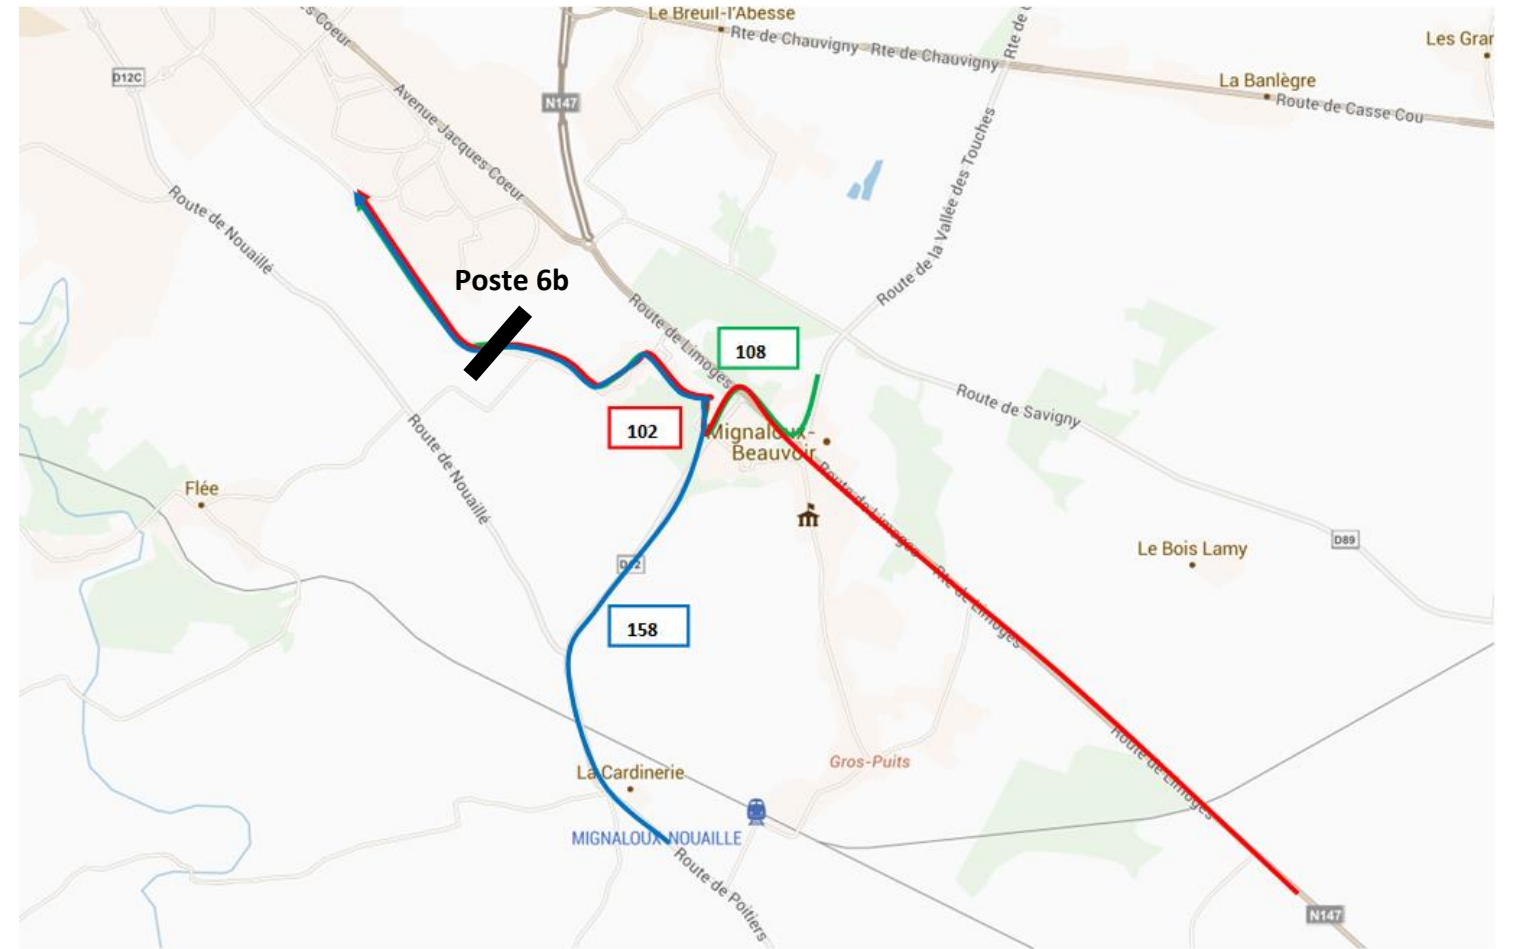 Le Breuil-l'Abesse
s Coeur
Rte de Chauvigny
Rte de Chauvigny
Les Grar
D12C
La Banlègre
N147
Route de Casse Cou
Avenue Jacques Coeur
Route de la Vallée des Touches
Route de Nouaillé
Poste 6b
Route de Limoges
108
Route de Savigny
102
Mignaloux-
Beauvoir
Route de Nouaillé
Route de Limoges
Flée
D89
Le Bois Lamy
Rte de Limoges
158
Route de Limoges
Gros-Puits
La Cardinerie
MIGNALOUX-NOUAILLE
Route de Poitiers
N147